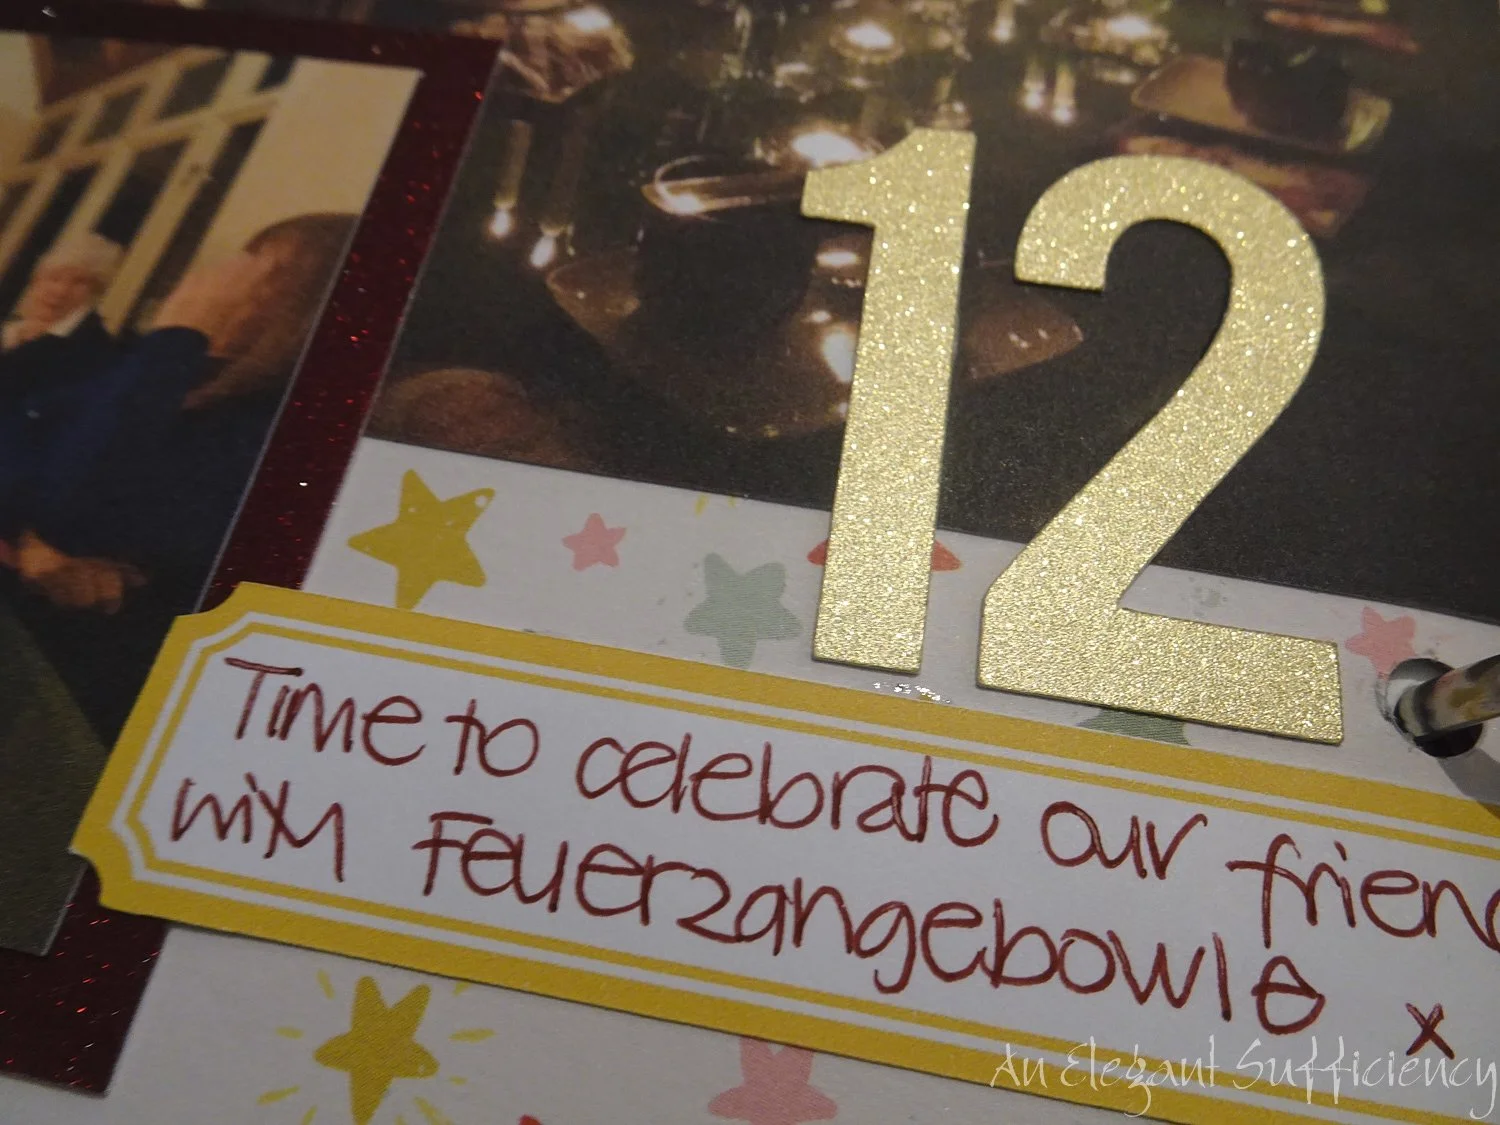 12
Time to celebrate our frien
with Feuerzangebowle x
An Elegant Sufficiency